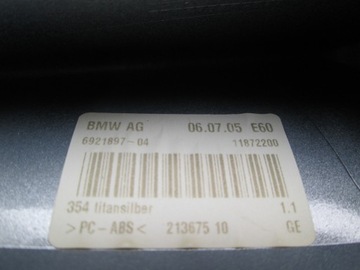 BMW AG 06.07.05 E60
6921897-04 11872200
354 titansilber 1.1
> PC-ABS < 213675 10 GE